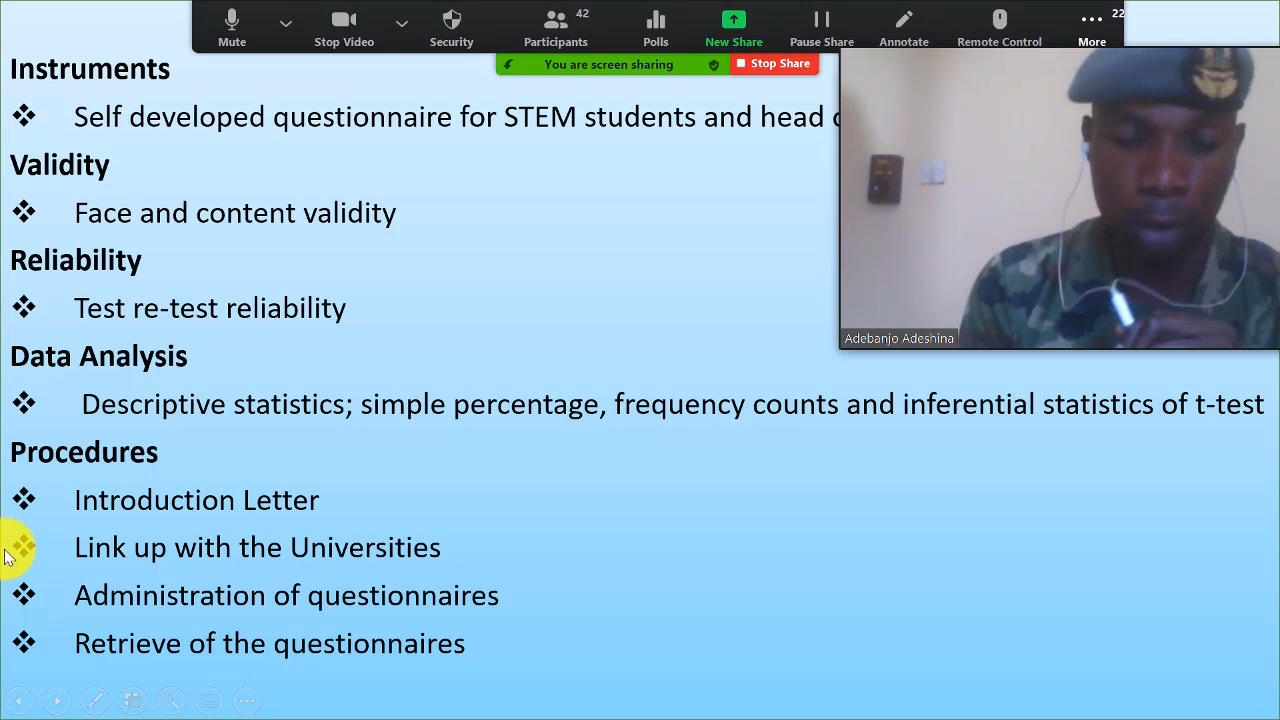 42
22
Mute
Stop Video
Security
Participants
Polls
New Share
Pause Share
Annotate
Remote Control
More
You are screen sharing
Stop Share
Instruments
Self developed questionnaire for STEM students and head
Validity
Face and content validity
Reliability
Test re-test reliability
Adebanjo Adeshina
Data Analysis
Descriptive statistics; simple percentage, frequency counts and inferential statistics of t-test
Procedures
Introduction Letter
Link up with the Universities
Administration of questionnaires
Retrieve of the questionnaires